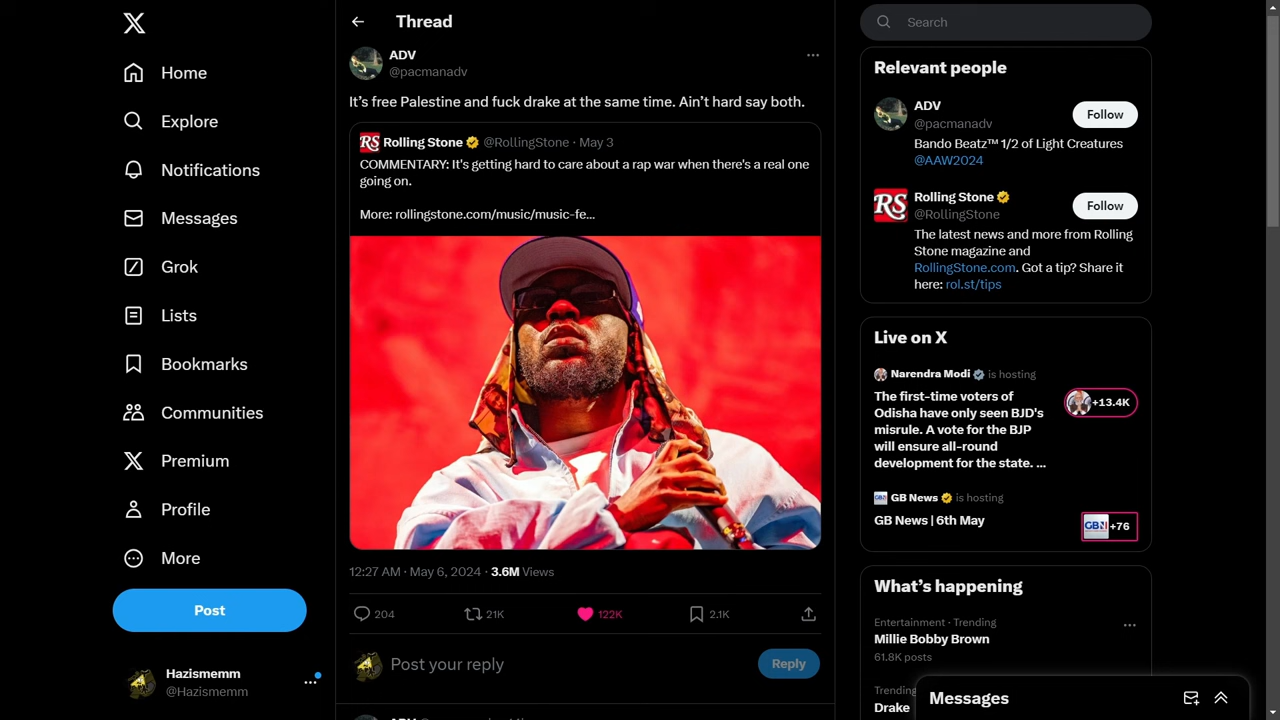 Home
Explore
Notifications
Messages
Grok
Lists
Bookmarks
Communities
Premium
Profile
More
Post
Hazismemm
@Hazismemm
Thread
ADV
@pacmanadv
It’s free Palestine and fuck drake at the same time. Ain’t hard say both.
RS Rolling Stone @RollingStone · May 3
COMMENTARY: It's getting hard to care about a rap war when there's a real one
going on.
More: rollingstone.com/music/music-fe...
12:27 AM · May 6, 2024 · 3.6M Views
204 21K 122K 2.1K
Post your reply
Reply
Search
Relevant people
ADV
@pacmanadv
Follow
Bando Beatz™ 1/2 of Light Creatures
@AAW2024
RS
Rolling Stone
@RollingStone
Follow
The latest news and more from Rolling
Stone magazine and
RollingStone.com. Got a tip? Share it
here: rol.st/tips
Live on X
Narendra Modi is hosting
The first-time voters of
Odisha have only seen BJD's
misrule. A vote for the BJP
will ensure all-round
development for the state. ...
+13.4K
GB News is hosting
GB News | 6th May
GBN +76
What’s happening
Entertainment · Trending
Millie Bobby Brown
61.8K posts
Trending
Drake
Messages